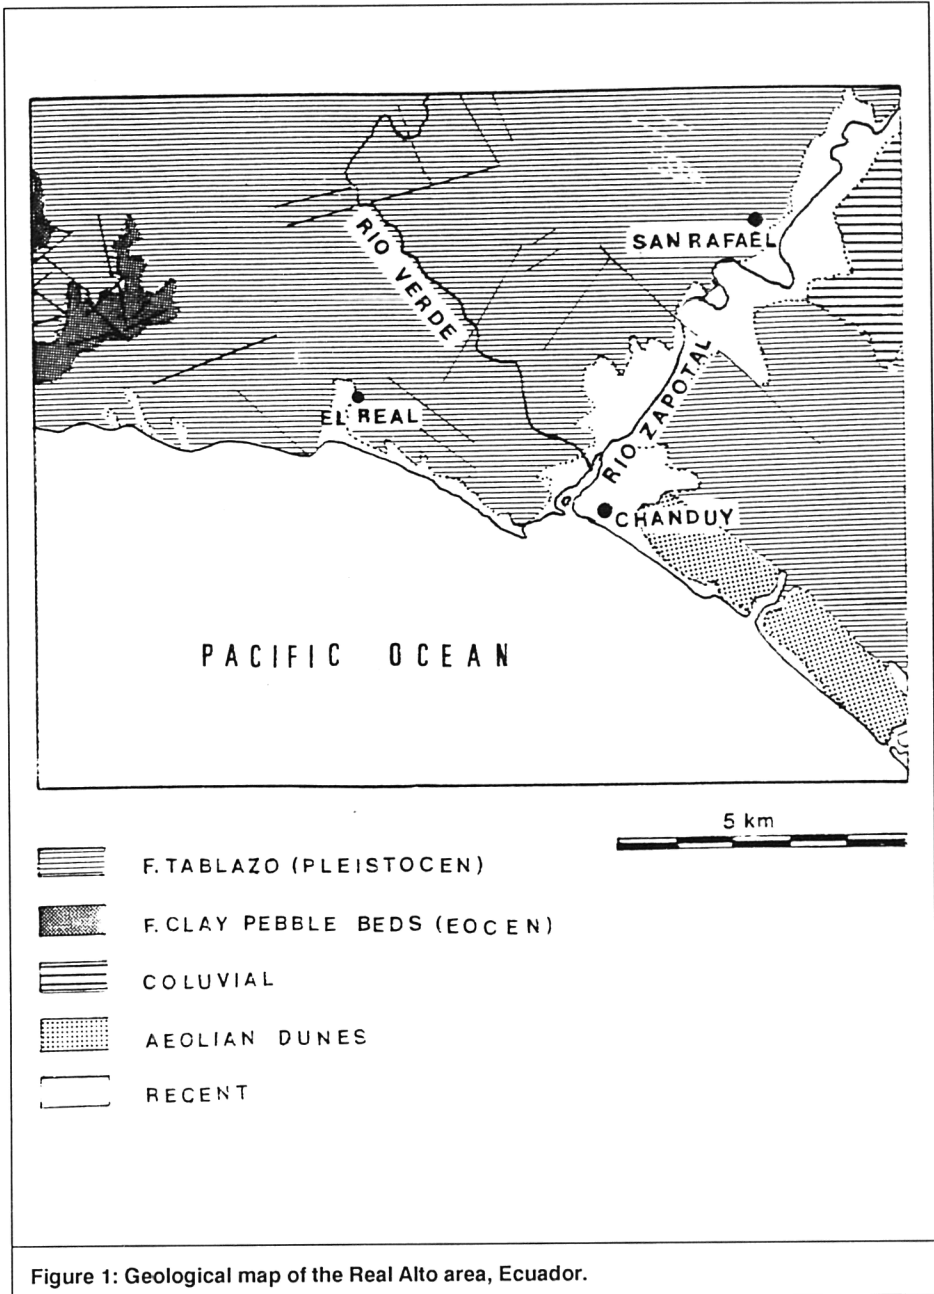 RIO VERDE
SAN RAFAEL
EL REAL
RIO ZAPOTAL
CHANDUY
PACIFIC OCEAN
5 km
F. TABLAZO (PLEISTOCEN)
F. CLAY PEBBLE BEDS (EOCEN)
COLUVIAL
AEOLIAN DUNES
RECENT
Figure 1: Geological map of the Real Alto area, Ecuador.